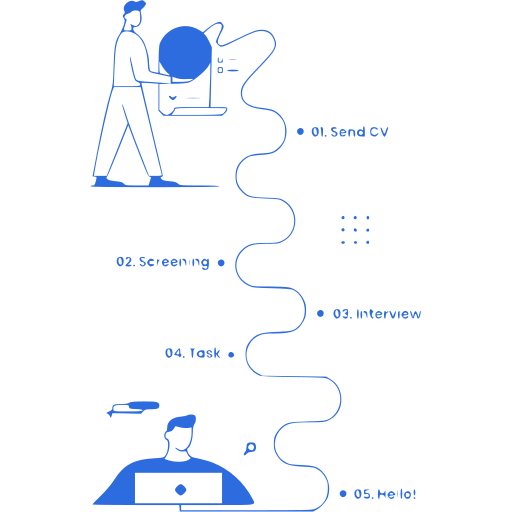 01. Send CV
02. Screening
03. Interview
04. Task
05. Hello!